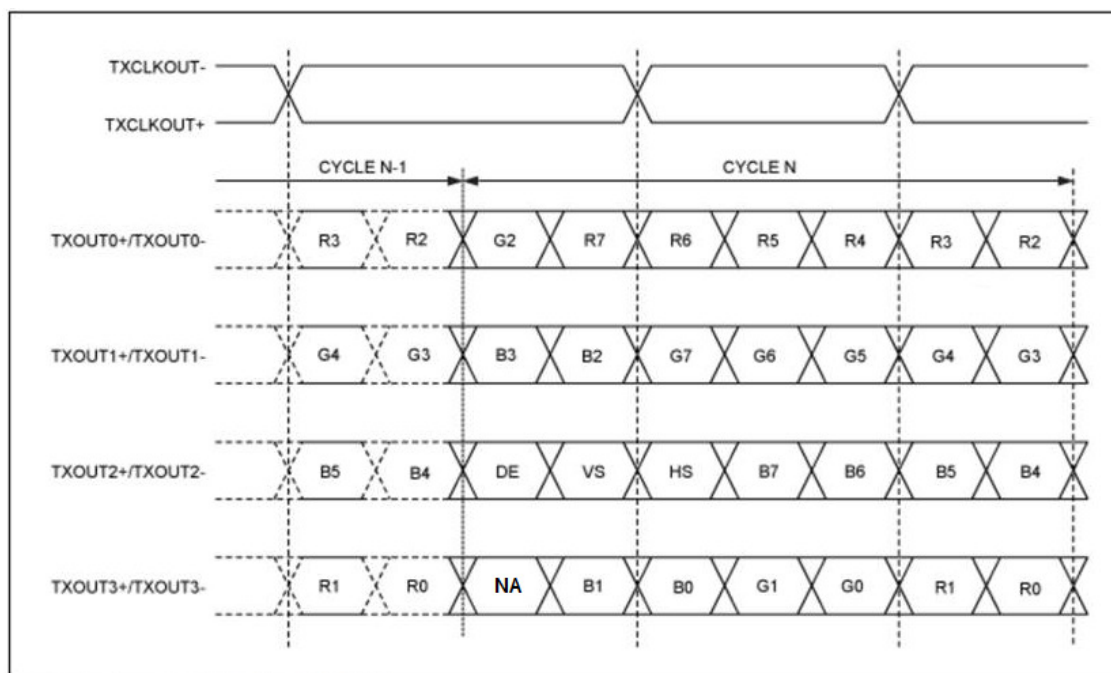 TXCLKOUT-
TXCLKOUT+
CYCLE N-1 CYCLE N
TXOUT0+/TXOUT0- R3 R2 G2 R7 R6 R5 R4 R3 R2
TXOUT1+/TXOUT1- G4 G3 B3 B2 G7 G6 G5 G4 G3
TXOUT2+/TXOUT2- B5 B4 DE VS HS B7 B6 B5 B4
TXOUT3+/TXOUT3- R1 R0 NA B1 B0 G1 G0 R1 R0